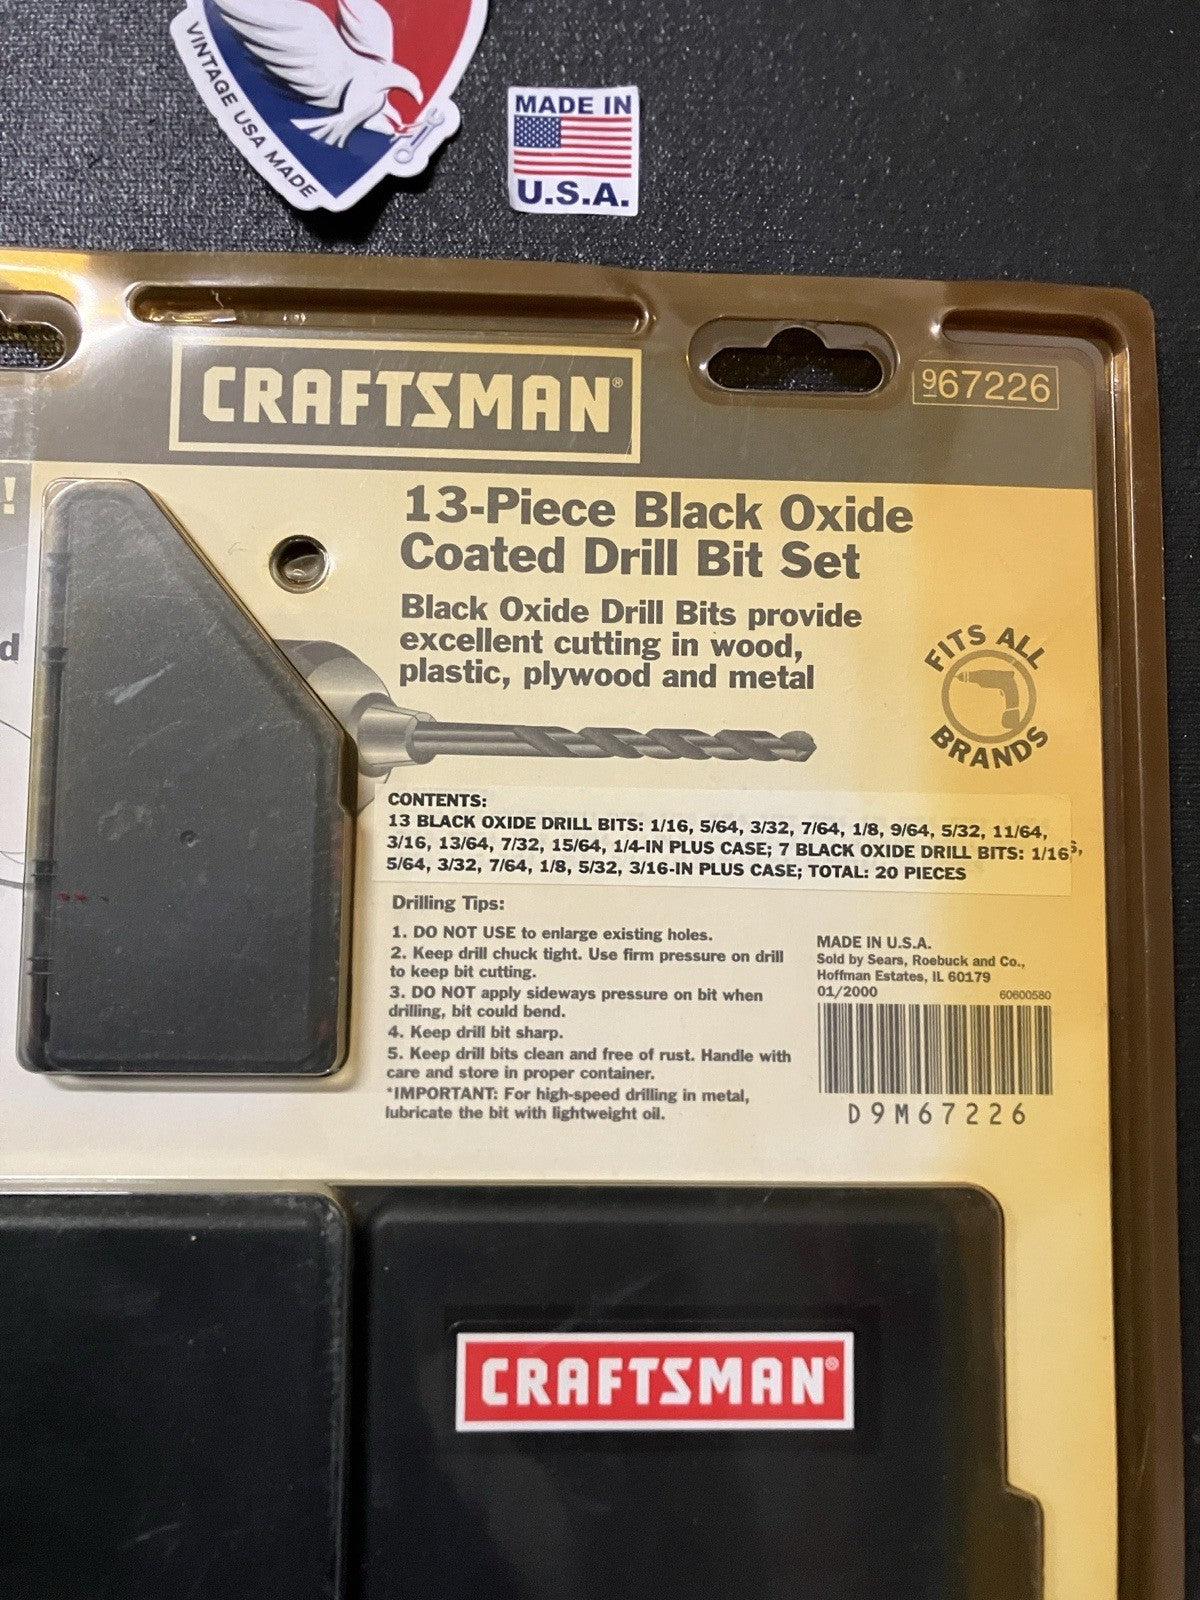 VINTAGE USA MADE
MADE IN
U.S.A.
CRAFTSMAN®
967226
!
13-Piece Black Oxide
Coated Drill Bit Set
d
Black Oxide Drill Bits provide
excellent cutting in wood,
plastic, plywood and metal
FITS ALL
BRANDS
CONTENTS:
13 BLACK OXIDE DRILL BITS: 1/16, 5/64, 3/32, 7/64, 1/8, 9/64, 5/32, 11/64,
3/16, 13/64, 7/32, 15/64, 1/4-IN PLUS CASE; 7 BLACK OXIDE DRILL BITS: 1/16,
5/64, 3/32, 7/64, 1/8, 5/32, 3/16-IN PLUS CASE; TOTAL: 20 PIECES
Drilling Tips:
1. DO NOT USE to enlarge existing holes.
2. Keep drill chuck tight. Use firm pressure on drill
to keep bit cutting.
3. DO NOT apply sideways pressure on bit when
drilling, bit could bend.
4. Keep drill bit sharp.
5. Keep drill bits clean and free of rust. Handle with
care and store in proper container.
*IMPORTANT: For high-speed drilling in metal,
lubricate the bit with lightweight oil.
MADE IN U.S.A.
Sold by Sears, Roebuck and Co.,
Hoffman Estates, IL 60179
01/2000 60600580
D9M67226
CRAFTSMAN®